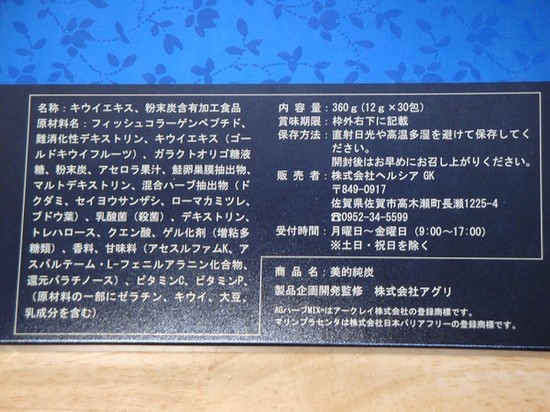 名称：キウイエキス、粉末炭含有加工食品
原材料名：フィッシュコラーゲンペプチド、
難消化性デキストリン、キウイエキス（ゴー
ルドキウイフルーツ）、ガラクトオリゴ糖液
糖、粉末炭、アセロラ果汁、鮭卵巣膜抽出物、
マルトデキストリン、混合ハーブ抽出物（ド
クダミ、セイヨウサンザシ、ローマカミツレ、
ブドウ葉）、乳酸菌（殺菌）、デキストリン、
トレハロース、クエン酸、ゲル化剤（増粘多
糖類）、香料、甘味料（アセスルファムK、ア
スパルテーム・L-フェニルアラニン化合物、
還元パラチノース）、ビタミンC、ビタミンP、
（原材料の一部にゼラチン、キウイ、大豆、
乳成分を含む）
内容量：360g（12g×30包）
賞味期限：枠外右下に記載
保存方法：直射日光や高温多湿を避けて保存してく
ださい。
開封後はお早めにお召し上がりください。
販売者：株式会社ヘルシア GK
〒849-0917
佐賀県佐賀市高木瀬町長瀬1225-4
☎0952-34-5599
受付時間：月曜日～金曜日（9:00～17:00）
※土日・祝日を除く
商品名：美的純炭
製品企画開発監修 株式会社アグリ
AGハーブMIX™はアークレイ株式会社の登録商標です。
マリンプラセンタは株式会社日本バリアフリーの登録商標です。